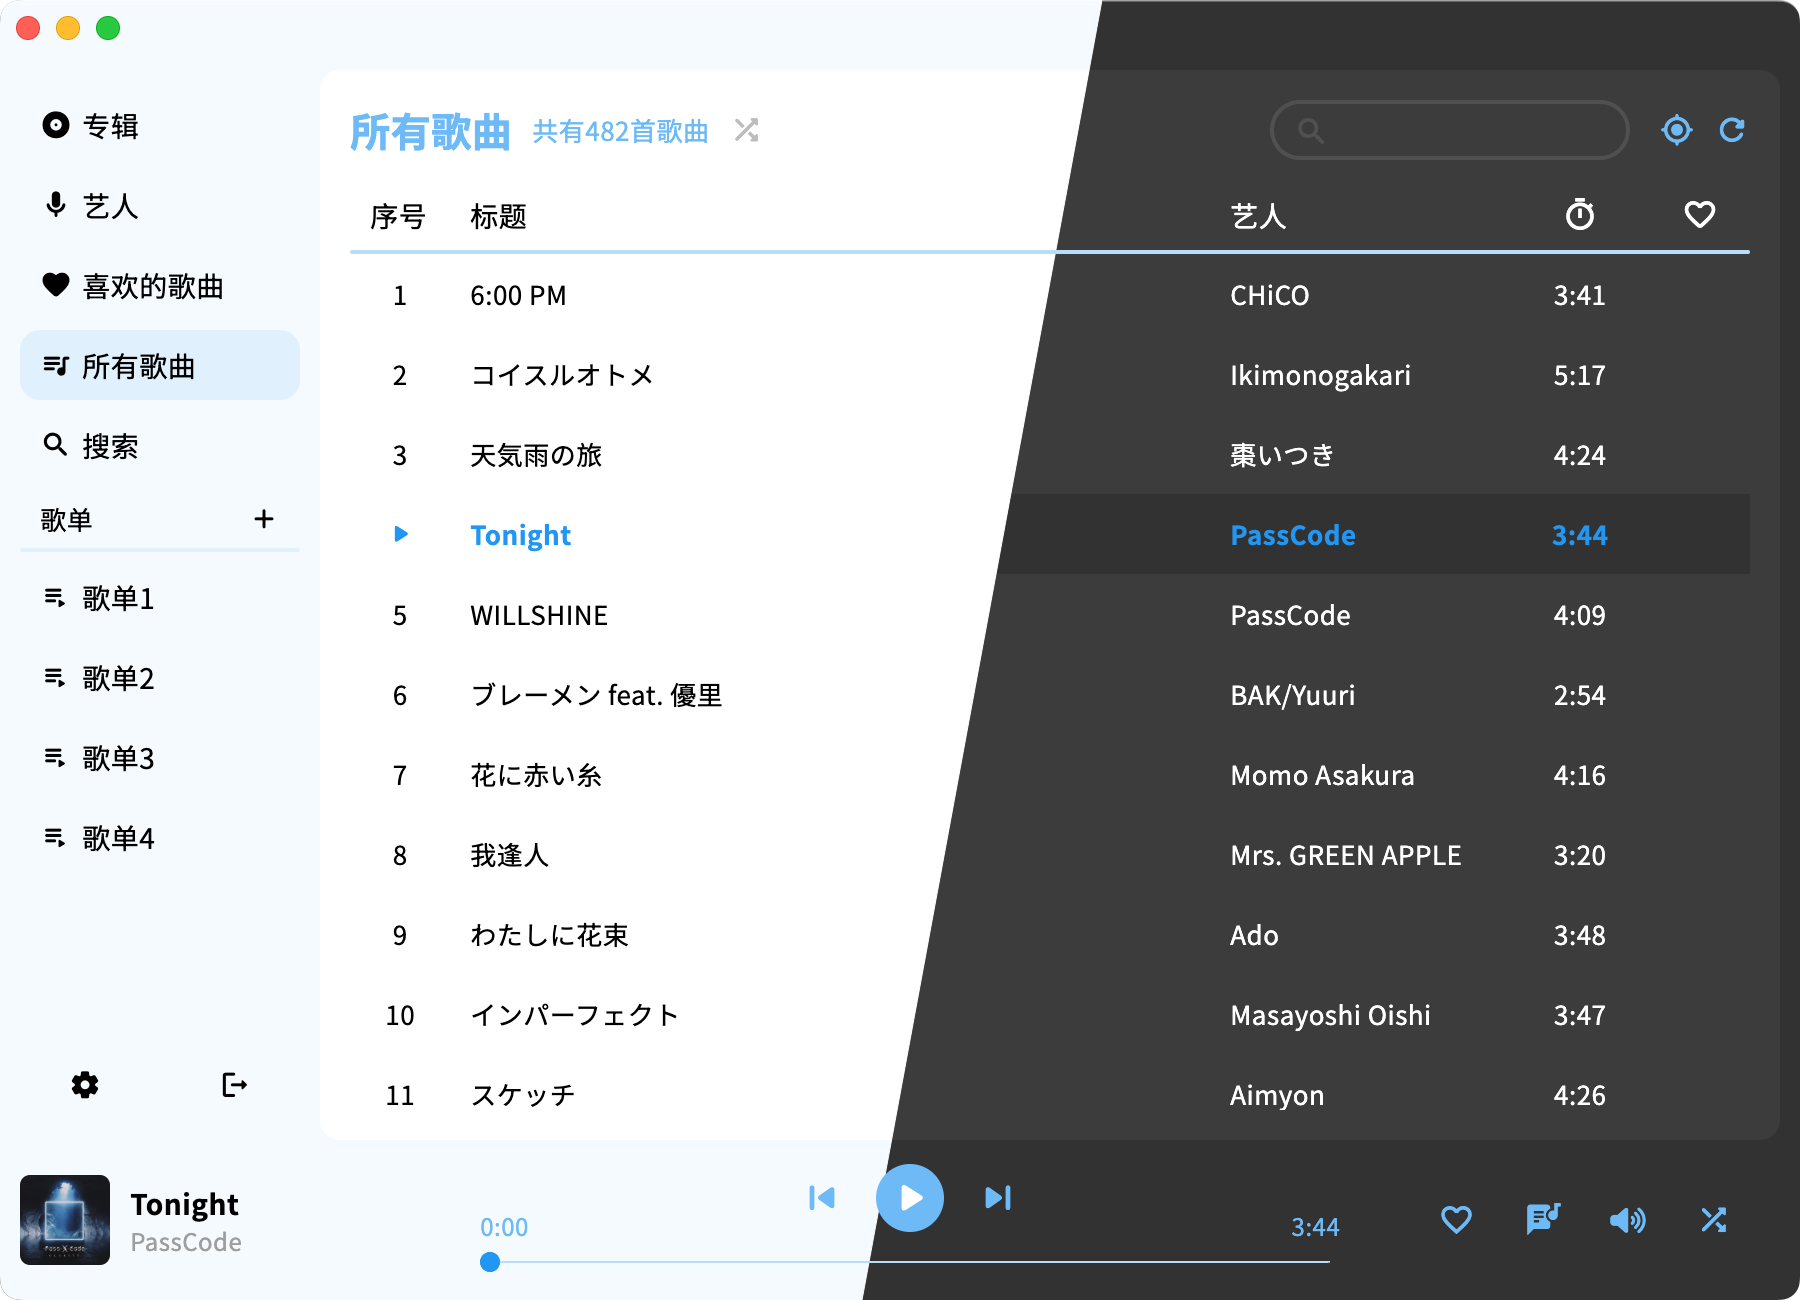 专辑
艺人
喜欢的歌曲
所有歌曲
搜索
歌单
歌单1
歌单2
歌单3
歌单4
所有歌曲 共有482首歌曲
序号 标题 艺人
1 6:00 PM CHiCO 3:41
2 コイスルオトメ Ikimonogakari 5:17
3 天気雨の旅 棗いつき 4:24
Tonight PassCode 3:44
5 WILLSHINE PassCode 4:09
6 ブレーメン feat. 優里 BAK/Yuuri 2:54
7 花に赤い糸 Momo Asakura 4:16
8 我逢人 Mrs. GREEN APPLE 3:20
9 わたしに花束 Ado 3:48
10 インパーフェクト Masayoshi Oishi 3:47
11 スケッチ Aimyon 4:26
Pass X Code
Tonight
PassCode
0:00 3:44